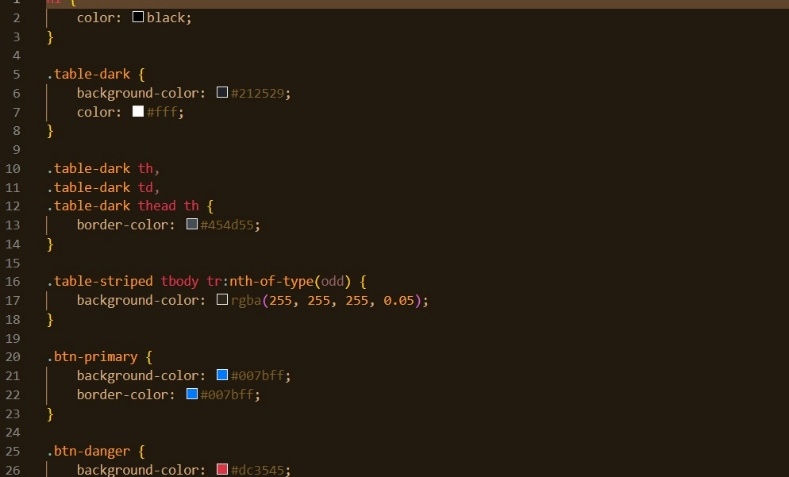 1 h1 {
2 color: black;
3 }
4
5 .table-dark {
6 background-color: #212529;
7 color: #fff;
8 }
9
10 .table-dark th,
11 .table-dark td,
12 .table-dark thead th {
13 border-color: #454d55;
14 }
15
16 .table-striped tbody tr:nth-of-type(odd) {
17 background-color: rgba(255, 255, 255, 0.05);
18 }
19
20 .btn-primary {
21 background-color: #007bff;
22 border-color: #007bff;
23 }
24
25 .btn-danger {
26 background-color: #dc3545;